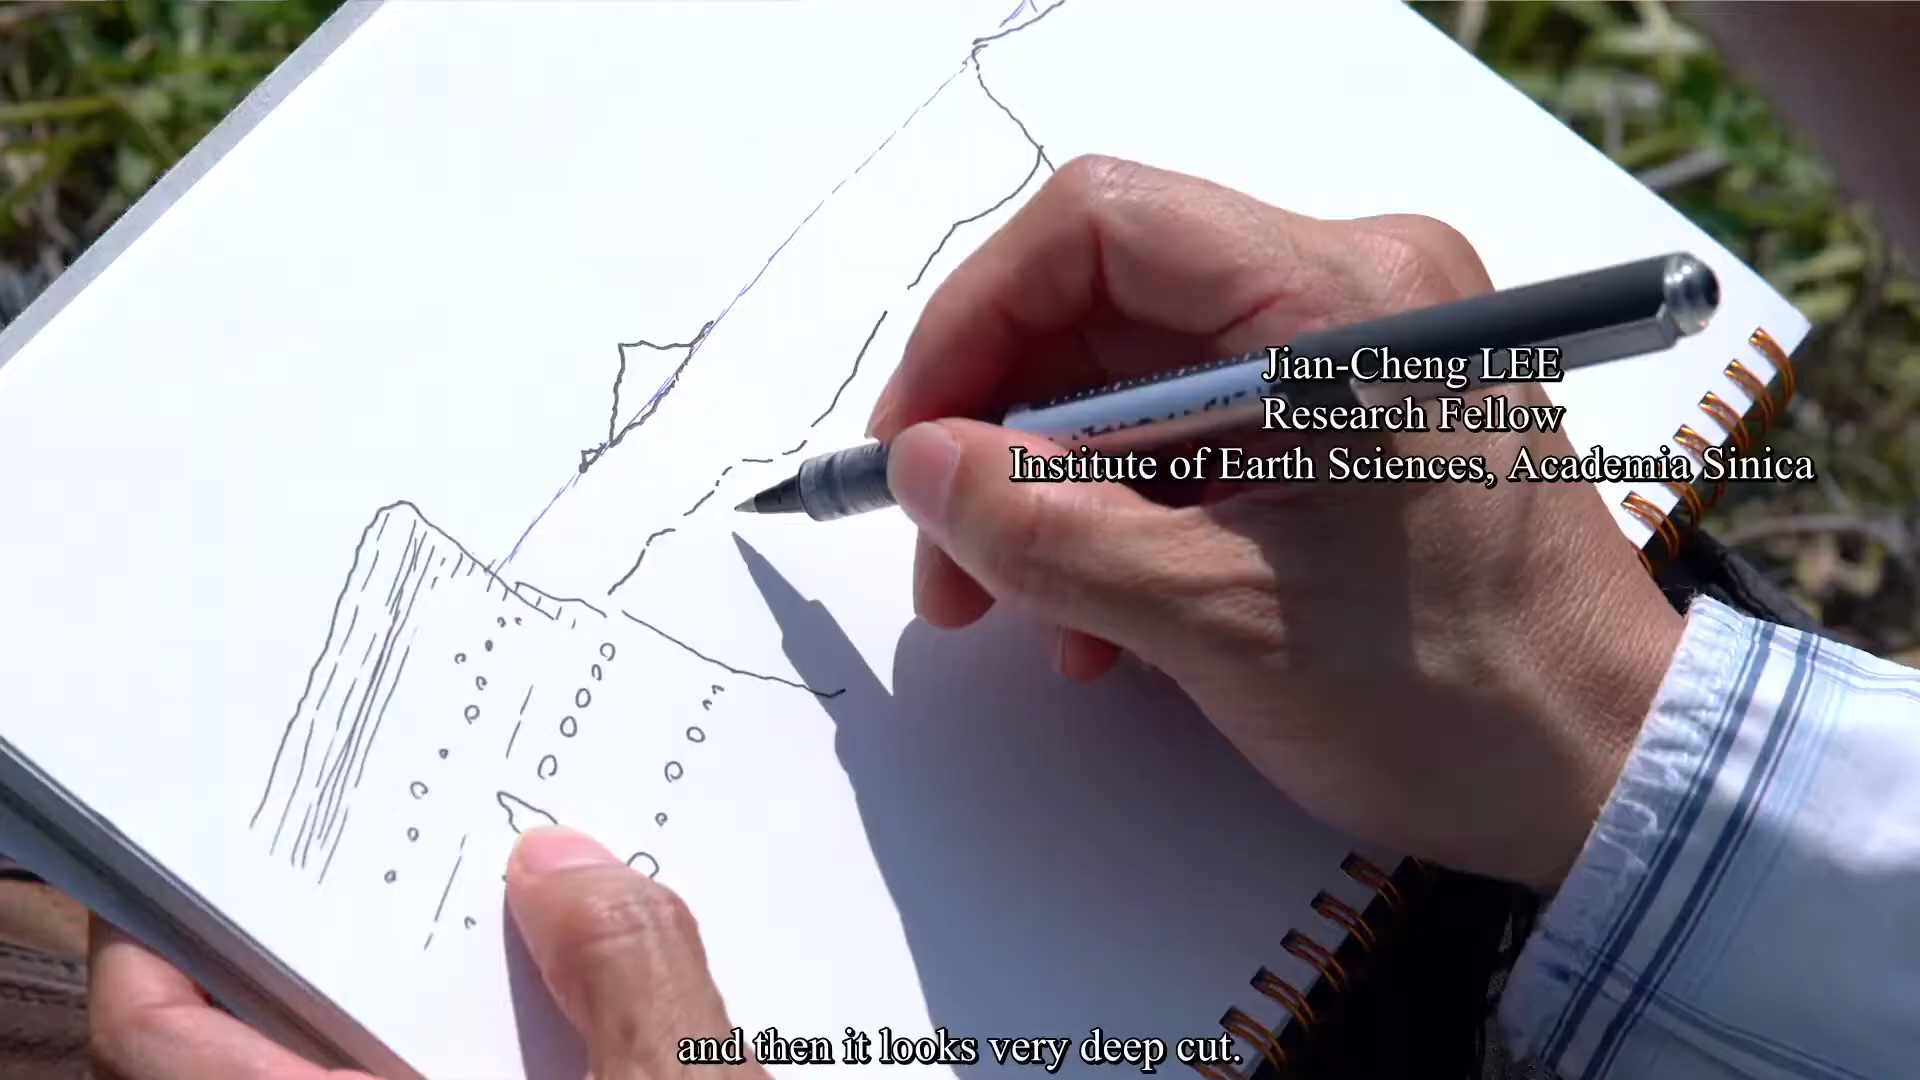 Jian-Cheng LEE
Research Fellow
Institute of Earth Sciences, Academia Sinica
and then it looks very deep cut.